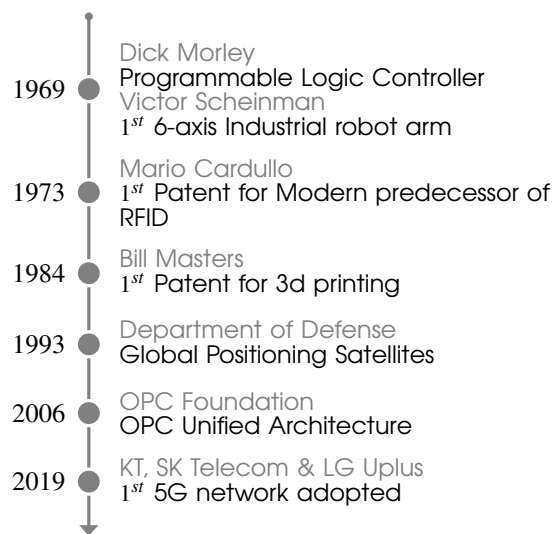 Dick Morley
1969 Programmable Logic Controller
Victor Scheinman
1st 6-axis Industrial robot arm
Mario Cardullo
1973 1st Patent for Modern predecessor of
RFID
Bill Masters
1984 1st Patent for 3d printing
Department of Defense
1993 Global Positioning Satellites
OPC Foundation
2006 OPC Unified Architecture
KT, SK Telecom & LG Uplus
2019 1st 5G network adopted